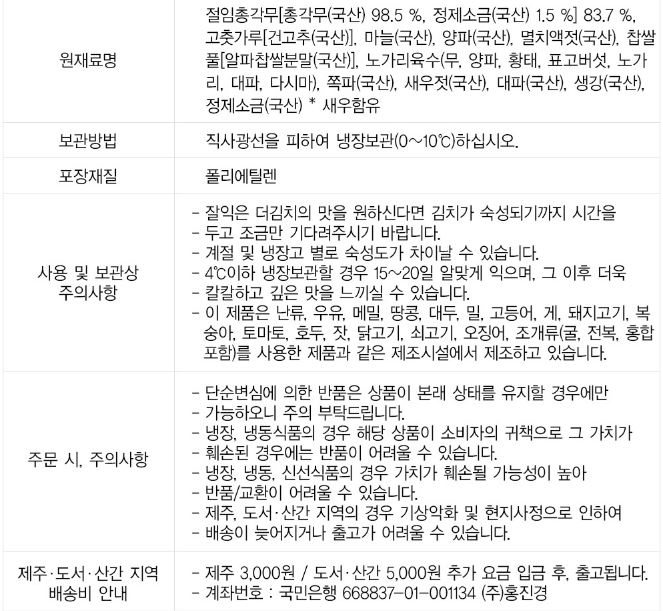 원재료명
절임총각무[총각무(국산) 98.5 %, 정제소금(국산) 1.5 %] 83.7 %,
고춧가루[건고추(국산)], 마늘(국산), 양파(국산), 멸치액젓(국산), 찹쌀
풀[알파찹쌀분말(국산)], 노가리육수(무, 양파, 황태, 표고버섯, 노가
리, 대파, 다시마), 쪽파(국산), 새우젓(국산), 대파(국산), 생강(국산),
정제소금(국산) * 새우함유
보관방법
직사광선을 피하여 냉장보관(0~10℃)하십시오.
포장재질
폴리에틸렌
사용 및 보관상
주의사항
- 잘익은 더김치의 맛을 원하신다면 김치가 숙성되기까지 시간을
- 두고 조금만 기다려주시기 바랍니다.
- 계절 및 냉장고 별로 숙성도가 차이날 수 있습니다.
- 4℃이하 냉장보관할 경우 15~20일 알맞게 익으며, 그 이후 더욱
- 칼칼하고 깊은 맛을 느끼실 수 있습니다.
- 이 제품은 난류, 우유, 메밀, 땅콩, 대두, 밀, 고등어, 게, 돼지고기, 복
숭아, 토마토, 호두, 잣, 닭고기, 쇠고기, 오징어, 조개류(굴, 전복, 홍합
포함)를 사용한 제품과 같은 제조시설에서 제조하고 있습니다.
주문 시, 주의사항
- 단순변심에 의한 반품은 상품이 본래 상태를 유지할 경우에만
- 가능하오니 주의 부탁드립니다.
- 냉장, 냉동식품의 경우 해당 상품이 소비자의 귀책으로 그 가치가
- 훼손된 경우에는 반품이 어려울 수 있습니다.
- 냉장, 냉동, 신선식품의 경우 가치가 훼손될 가능성이 높아
- 반품/교환이 어려울 수 있습니다.
- 제주, 도서·산간 지역의 경우 기상악화 및 현지사정으로 인하여
- 배송이 늦어지거나 출고가 어려울 수 있습니다.
제주·도서·산간 지역
배송비 안내
- 제주 3,000원 / 도서·산간 5,000원 추가 요금 입금 후, 출고됩니다.
- 계좌번호 : 국민은행 668837-01-001134 (주)홍진경